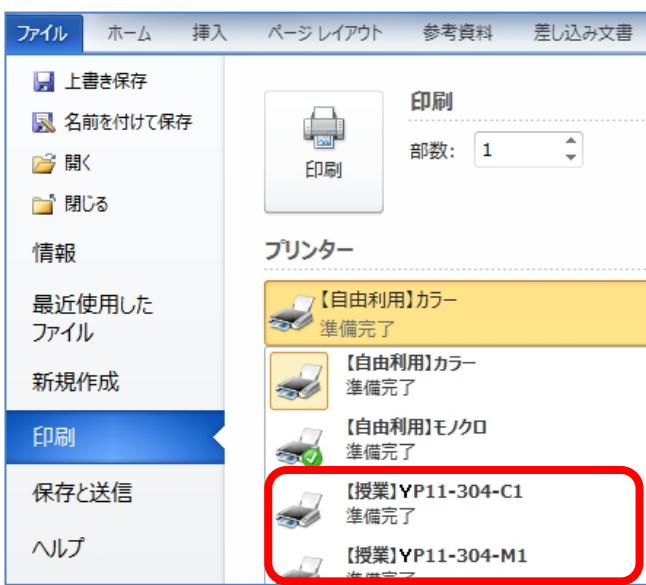 ファイル ホーム 挿入 ページ レイアウト 参考資料 差し込み文書
上書き保存
名前を付けて保存
開く
閉じる
情報
最近使用した
ファイル
新規作成
印刷
保存と送信
ヘルプ
印刷
印刷
部数: 1
プリンター
【自由利用】カラー
準備完了
【自由利用】カラー
準備完了
【自由利用】モノクロ
準備完了
【授業】YP11-304-C1
準備完了
【授業】YP11-304-M1
準備完了